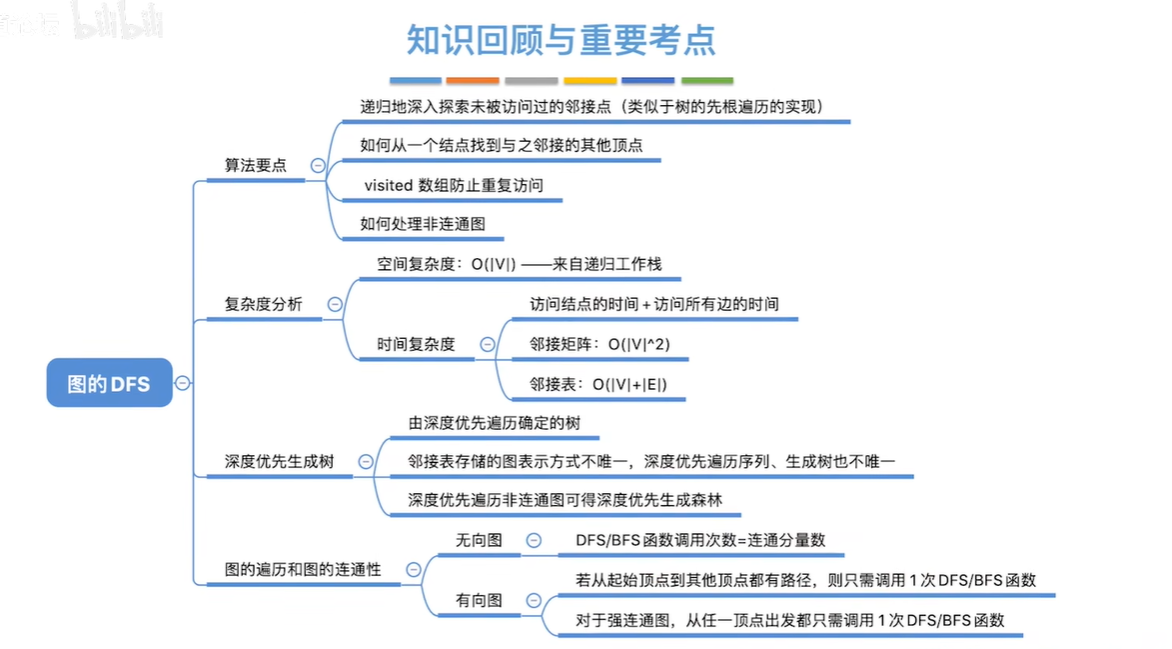 bilibili
知识回顾与重要考点
递归地深入探索未被访问过的邻接点（类似于树的先根遍历的实现）
如何从一个结点找到与之邻接的其他顶点
算法要点
visited 数组防止重复访问
如何处理非连通图
空间复杂度：O(|V|) ——来自递归工作栈
复杂度分析
访问结点的时间 + 访问所有边的时间
时间复杂度
邻接矩阵：O(|V|^2)
邻接表：O(|V|+|E|)
图的 DFS
由深度优先遍历确定的树
深度优先生成树
邻接表存储的图表示方式不唯一，深度优先遍历序列、生成树也不唯一
深度优先遍历非连通图可得深度优先生成森林
图的遍历和图的连通性
无向图
DFS/BFS 函数调用次数=连通分量数
有向图
若从起始顶点到其他顶点都有路径，则只需调用 1 次 DFS/BFS 函数
对于强连通图，从任一顶点出发都只需调用 1 次 DFS/BFS 函数